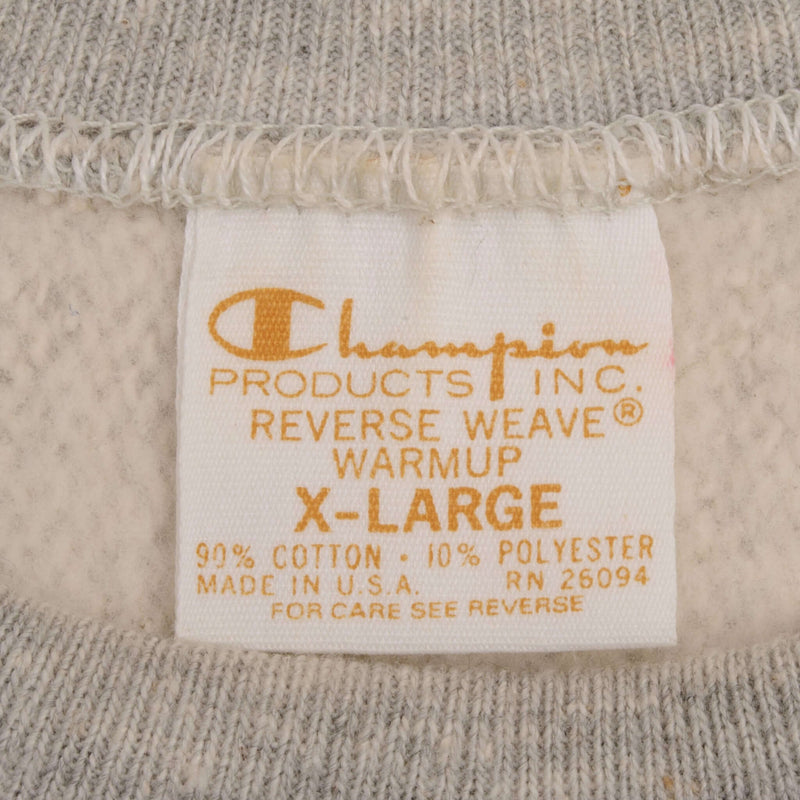 Champion
PRODUCTS INC.
REVERSE WEAVE®
WARMUP
X-LARGE
90% COTTON · 10% POLYESTER
MADE IN U.S.A. RN 26094
FOR CARE SEE REVERSE